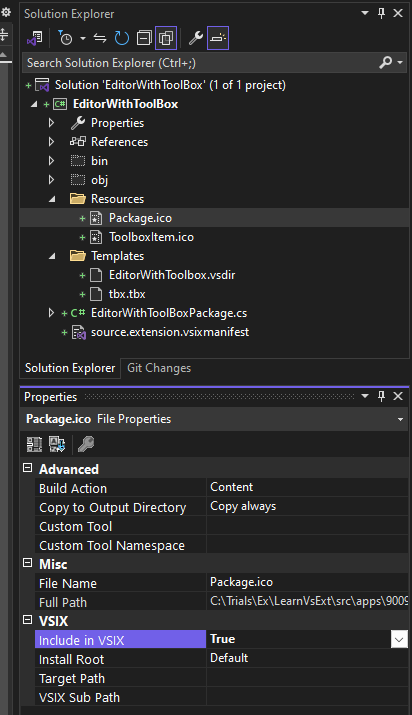 Solution Explorer
Search Solution Explorer (Ctrl+;)
Solution 'EditorWithToolBox' (1 of 1 project)
EditorWithToolBox
Properties
References
bin
obj
Resources
Package.ico
ToolboxItem.ico
Templates
EditorWithToolbox.vsdir
tbx.tbx
EditorWithToolBoxPackage.cs
source.extension.vsixmanifest
Solution Explorer Git Changes
Properties
Package.ico File Properties
Advanced
Build Action Content
Copy to Output Directory Copy always
Custom Tool
Custom Tool Namespace
Misc
File Name Package.ico
Full Path C:\Trials\Ex\LearnVsExt\src\apps\9009
VSIX
Include in VSIX True
Install Root Default
Target Path
VSIX Sub Path